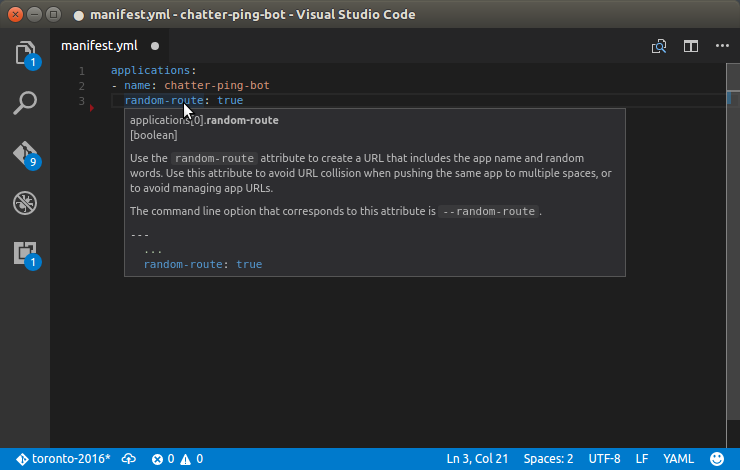 manifest.yml - chatter-ping-bot - Visual Studio Code
1
manifest.yml
1 applications:
2 - name: chatter-ping-bot
3 random-route: true
applications[0].random-route
[boolean]
Use the random-route attribute to create a URL that includes the app name and random
words. Use this attribute to avoid URL collision when pushing the same app to multiple spaces, or
to avoid managing app URLs.
The command line option that corresponds to this attribute is --random-route.
---
...
random-route: true
9
1
toronto-2016* 0 0 Ln 3, Col 21 Spaces: 2 UTF-8 LF YAML